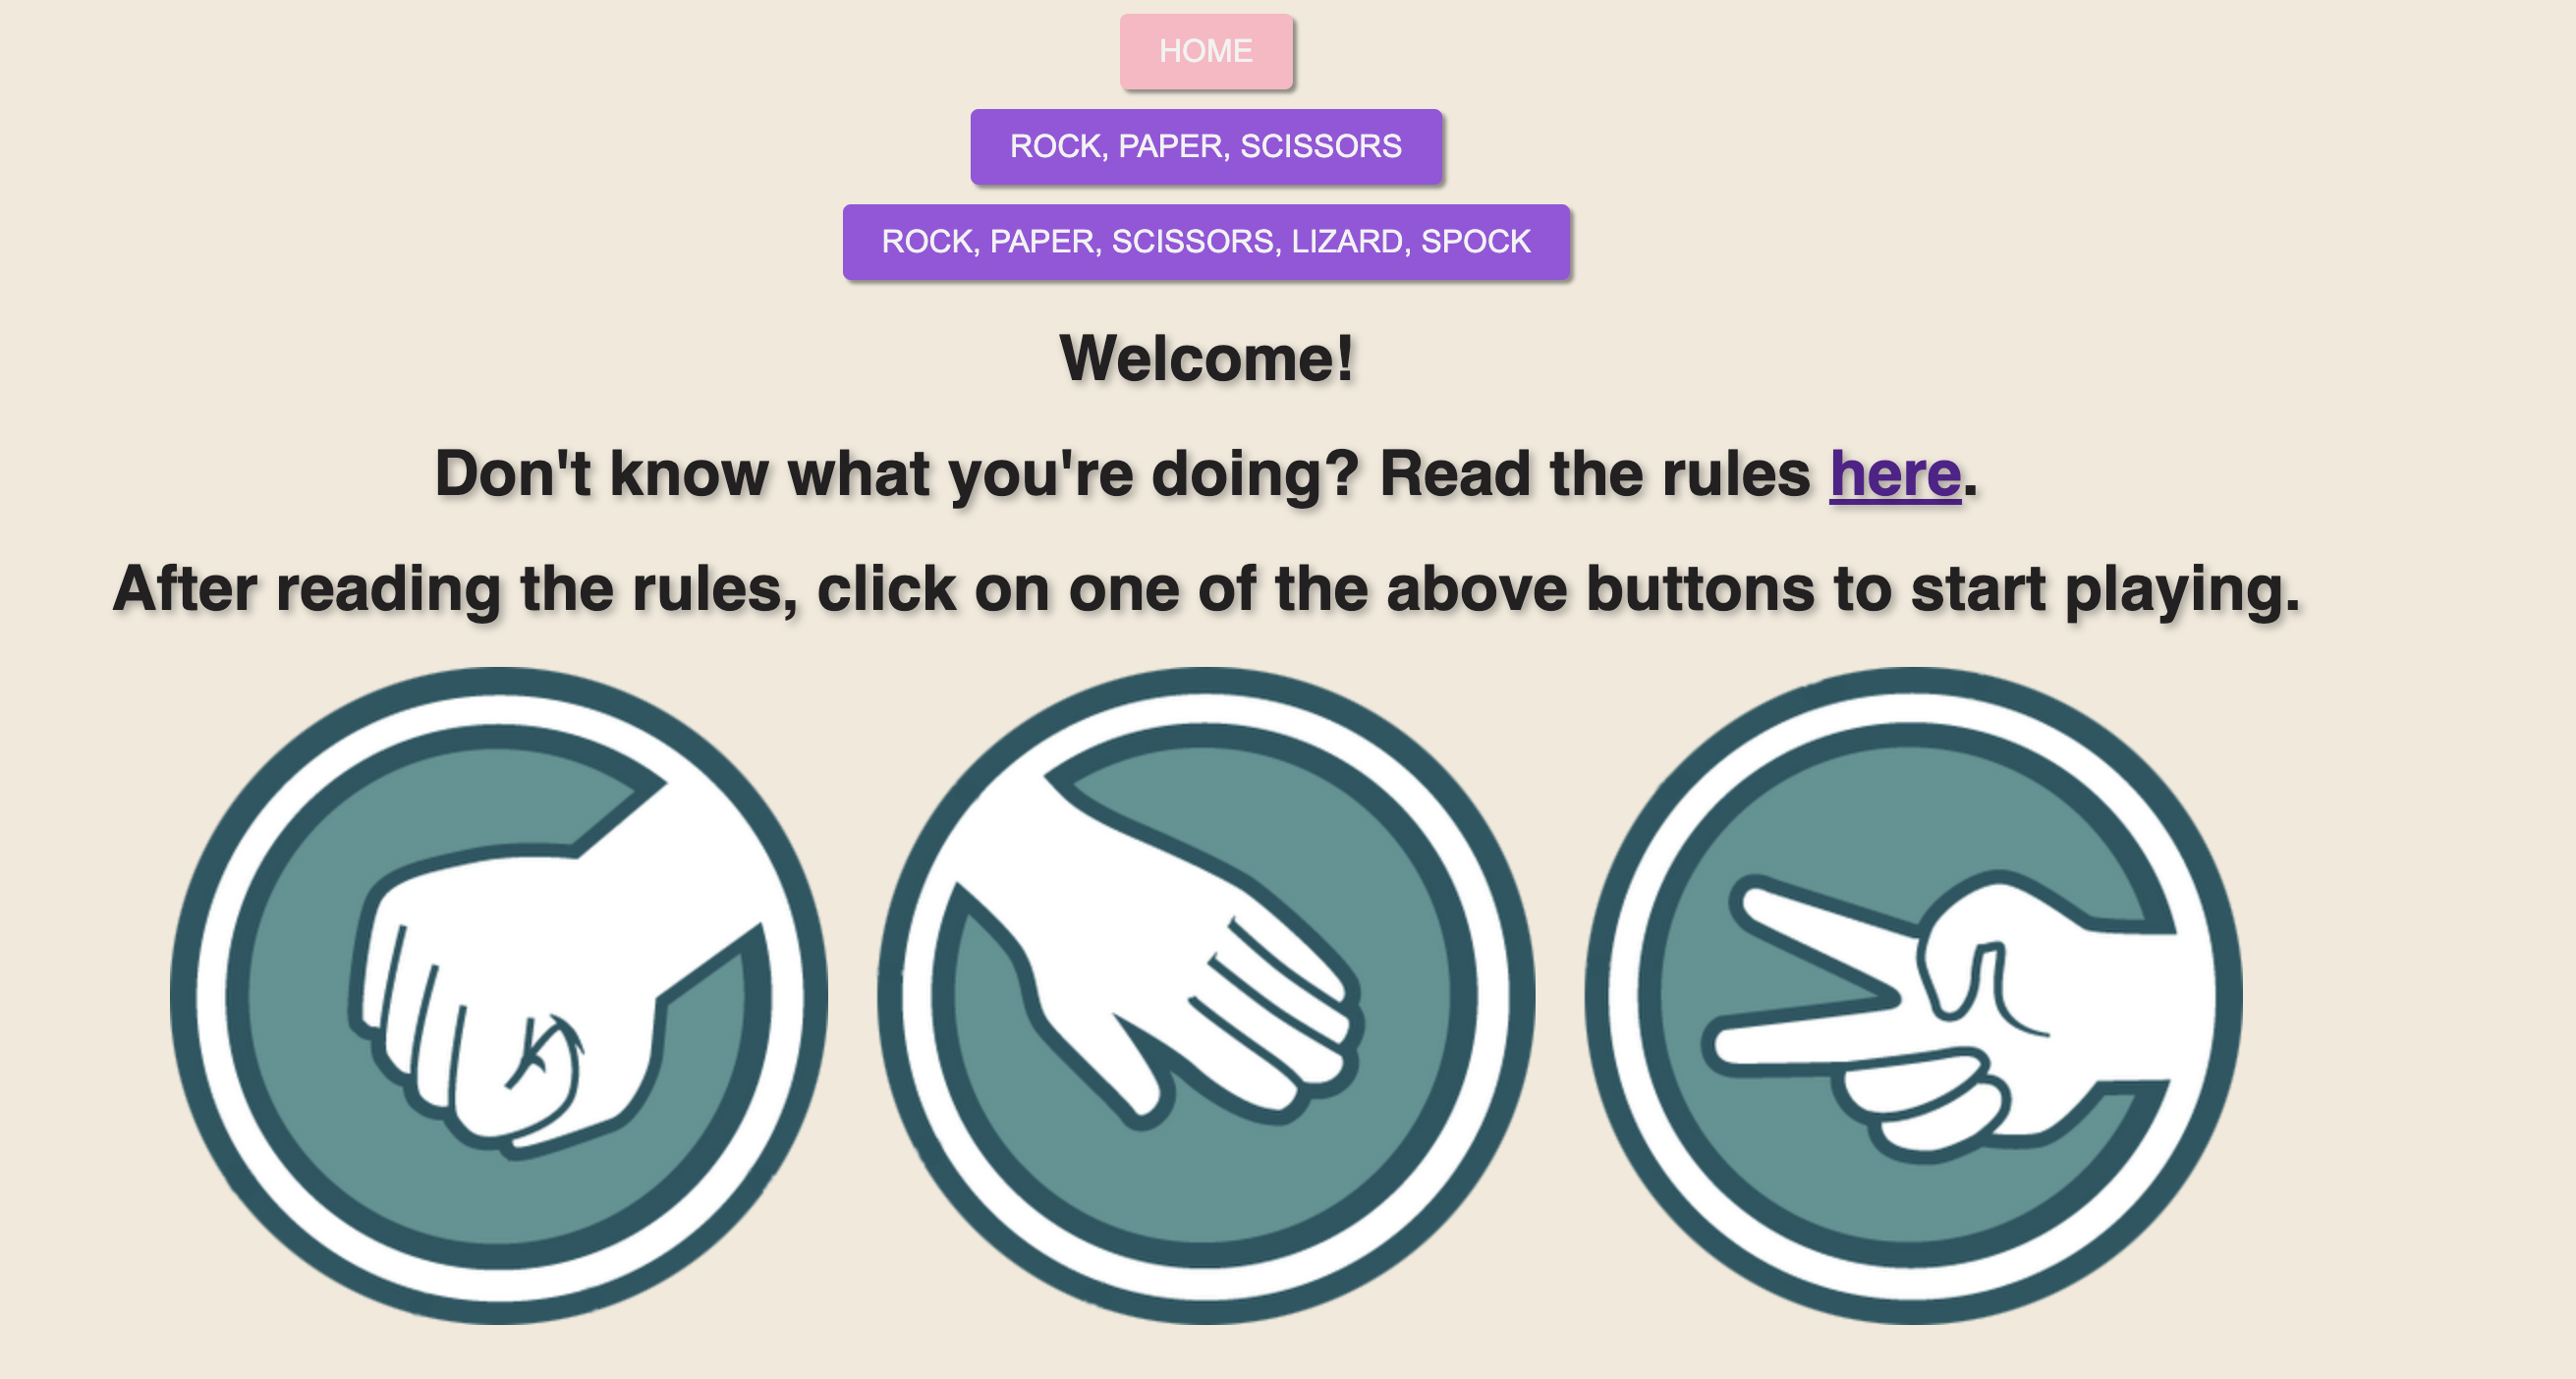 HOME
ROCK, PAPER, SCISSORS
ROCK, PAPER, SCISSORS, LIZARD, SPOCK
Welcome!
Don't know what you're doing? Read the rules here.
After reading the rules, click on one of the above buttons to start playing.